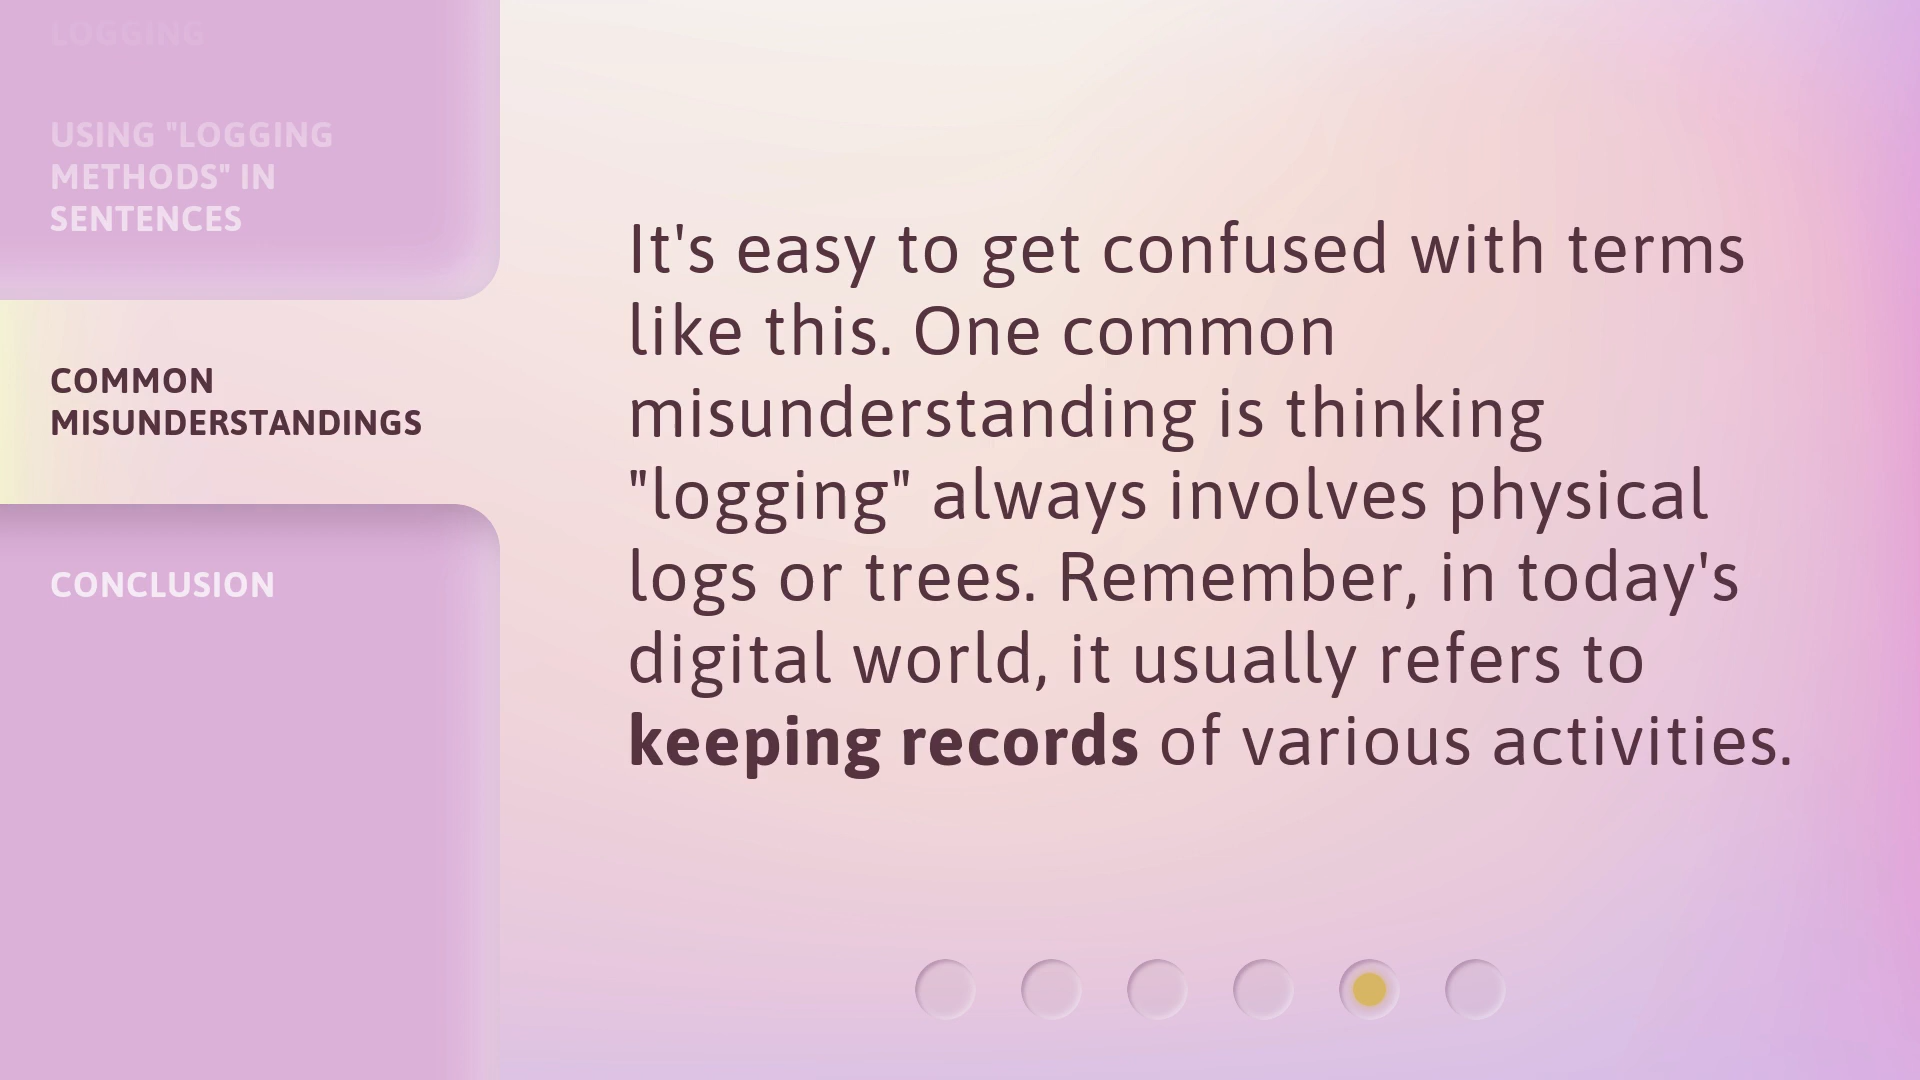 LOGGING
USING "LOGGING
METHODS" IN
SENTENCES
COMMON
MISUNDERSTANDINGS
CONCLUSION
It's easy to get confused with terms
like this. One common
misunderstanding is thinking
"logging" always involves physical
logs or trees. Remember, in today's
digital world, it usually refers to
keeping records of various activities.